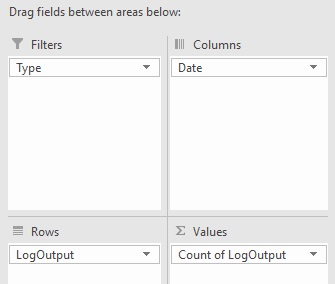 Drag fields between areas below:
Filters
Columns
Type
Date
Rows
Values
LogOutput
Count of LogOutput